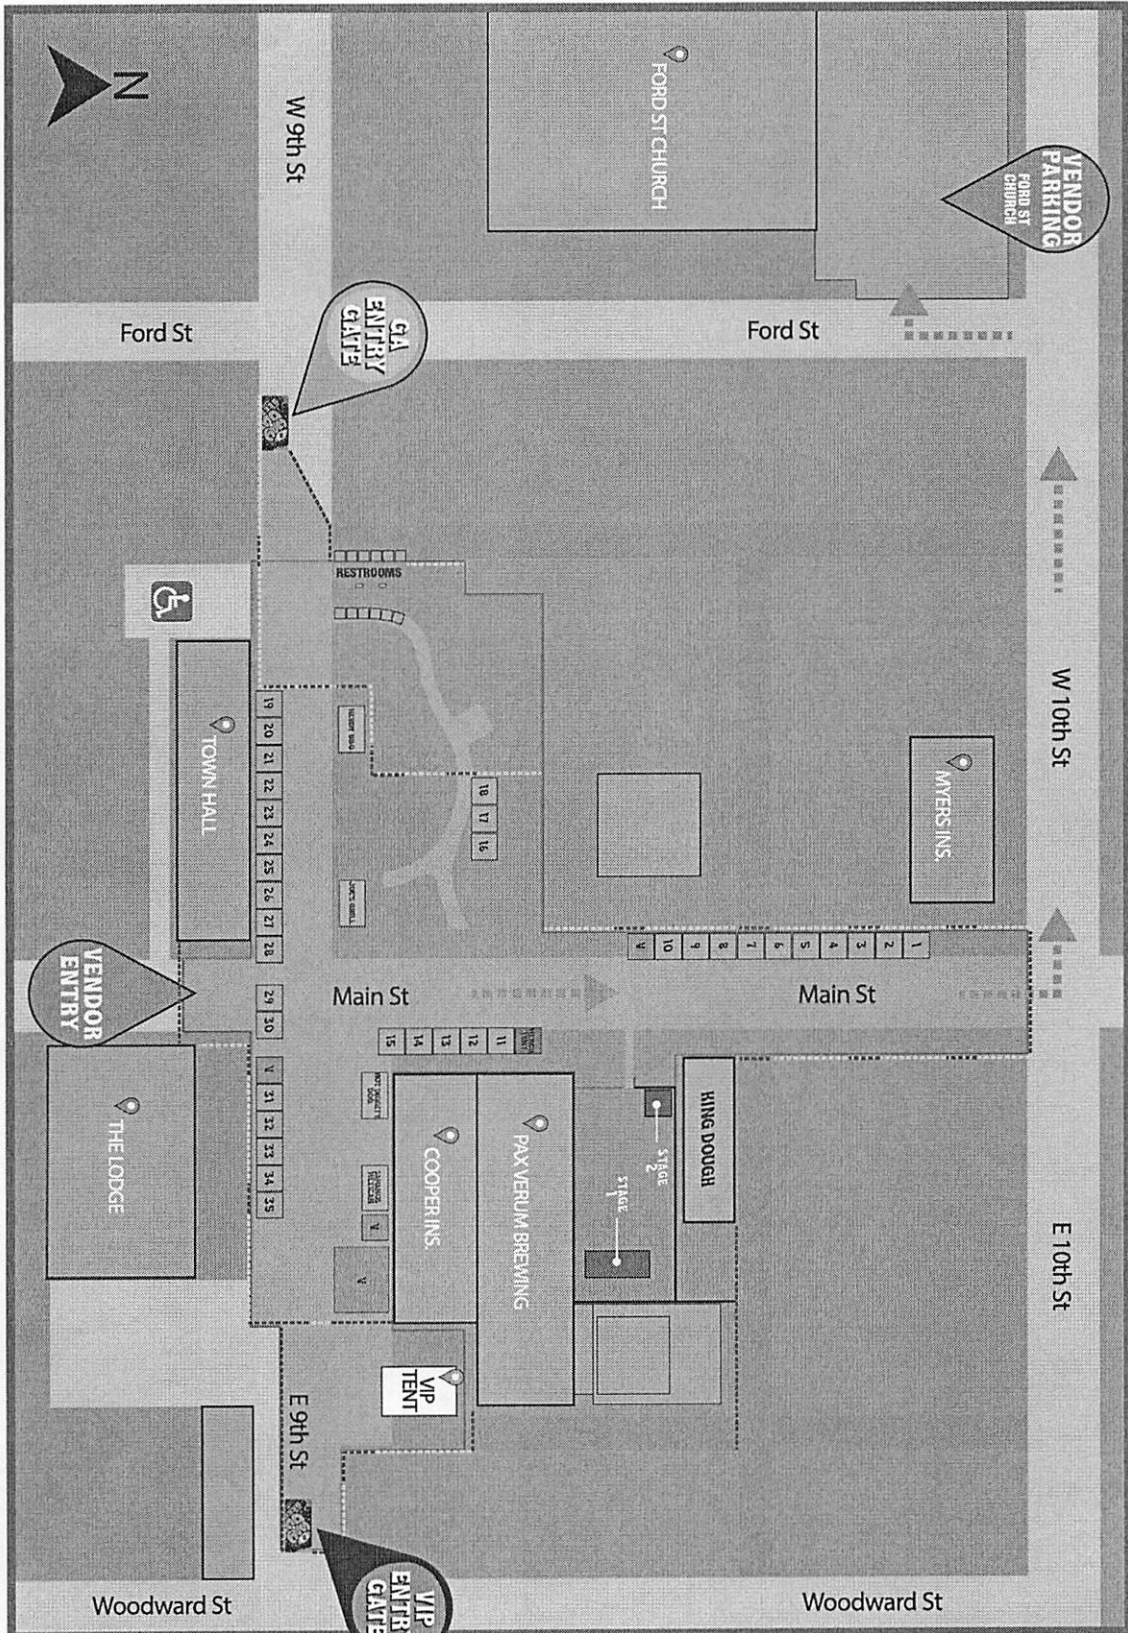 N
W 9th St
FORD ST CHURCH
VENDOR
PARKING
FORD ST
CHURCH
Ford St
GA
ENTRY
GATE
Ford St
RESTROOMS
W 10th St
TOWN HALL
MYERS INS.
19
20
21
22
23
24
25
26
27
28
18
17
16
V
10
9
8
7
6
5
4
3
2
1
VENDOR
ENTRY
Main St
Main St
29
30
V
31
32
33
34
35
15
14
13
12
11
THE LODGE
COOPER INS.
PAX VERUM BREWING
KING DOUGH
STAGE
2
STAGE
1
V
V
VIP
TENT
E 10th St
E 9th St
VIP
ENTRY
GATE
Woodward St
Woodward St